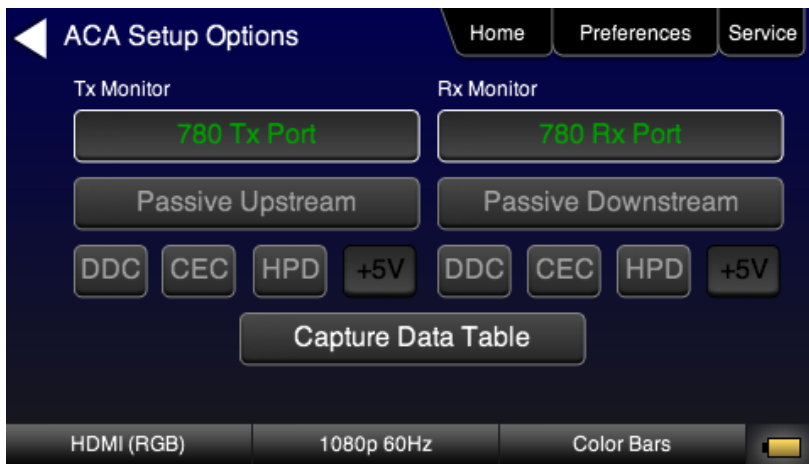 ACA Setup Options Home Preferences Service
Tx Monitor Rx Monitor
780 Tx Port 780 Rx Port
Passive Upstream Passive Downstream
DDC CEC HPD +5V DDC CEC HPD +5V
Capture Data Table
HDMI (RGB) 1080p 60Hz Color Bars